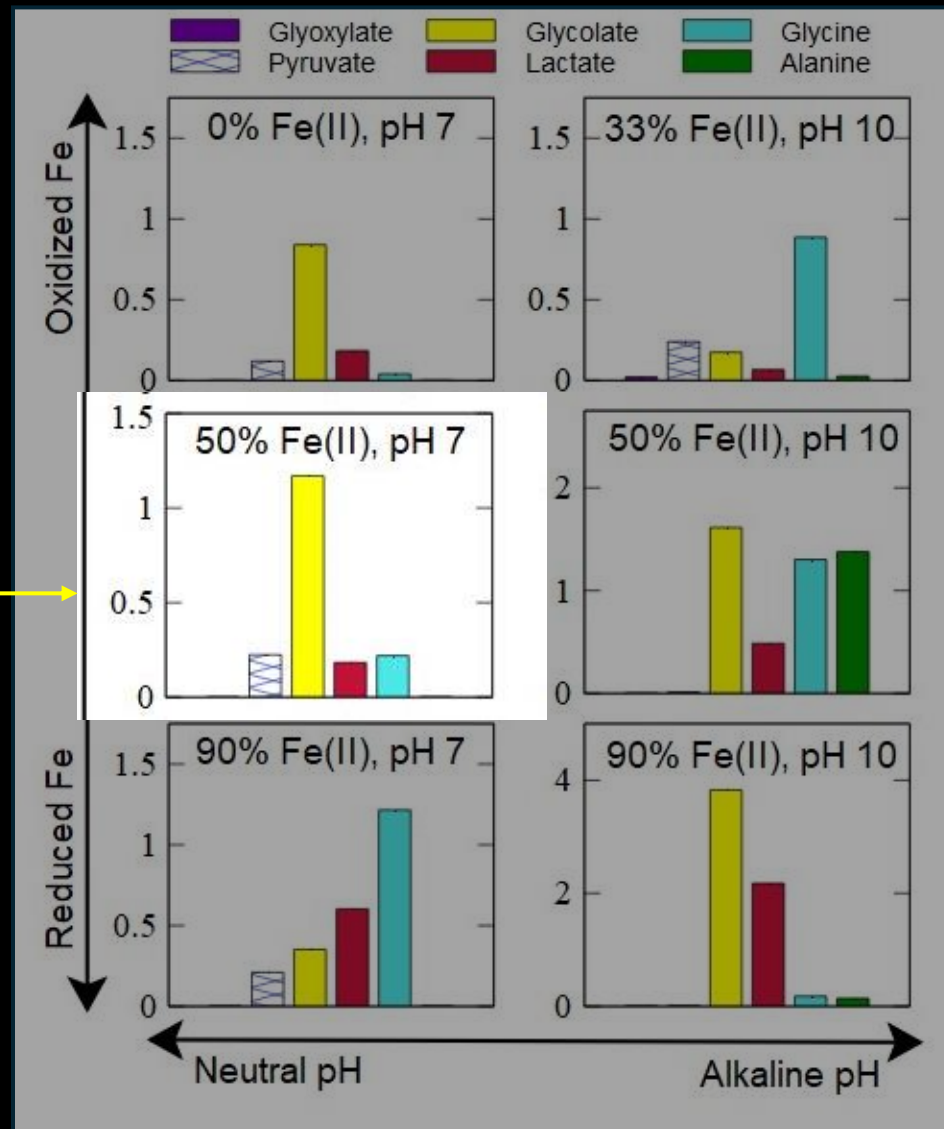 Glyoxylate Glycolate Glycine
Pyruvate Lactate Alanine
Oxidized Fe
Reduced Fe
0% Fe(II), pH 7
1.5
1
0.5
0
33% Fe(II), pH 10
1.5
1
0.5
0
50% Fe(II), pH 7
1.5
1
0.5
0
50% Fe(II), pH 10
2
1
0
90% Fe(II), pH 7
1.5
1
0.5
0
90% Fe(II), pH 10
4
2
0
Neutral pH Alkaline pH